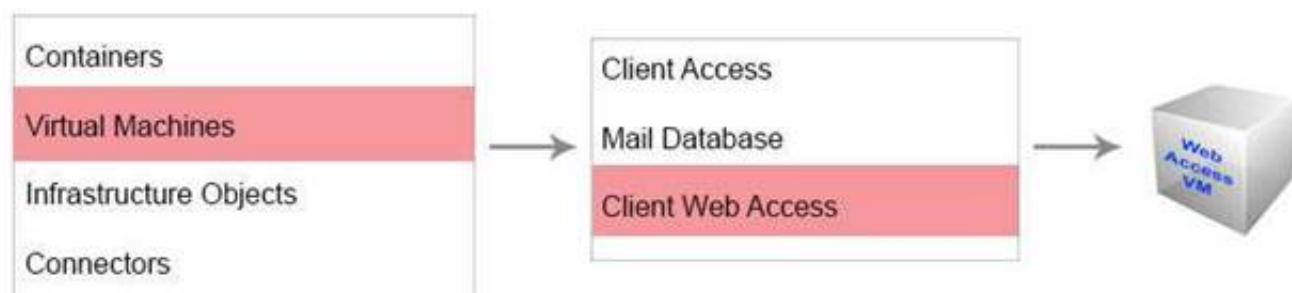 Containers
Virtual Machines
Infrastructure Objects
Connectors
Client Access
Mail Database
Client Web Access
Web
Access
VM